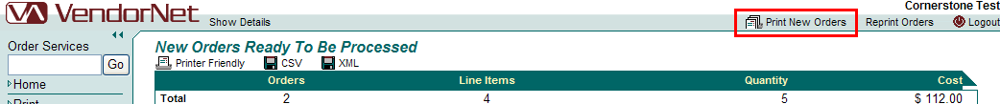 Cornerstone Test
VA VendorNet
Show Details
Print New Orders
Reprint Orders
Logout
Order Services
Go
Home
Print
New Orders Ready To Be Processed
Printer Friendly
CSV
XML
Orders Line Items Quantity Cost
Total 2 4 5 $ 112.00